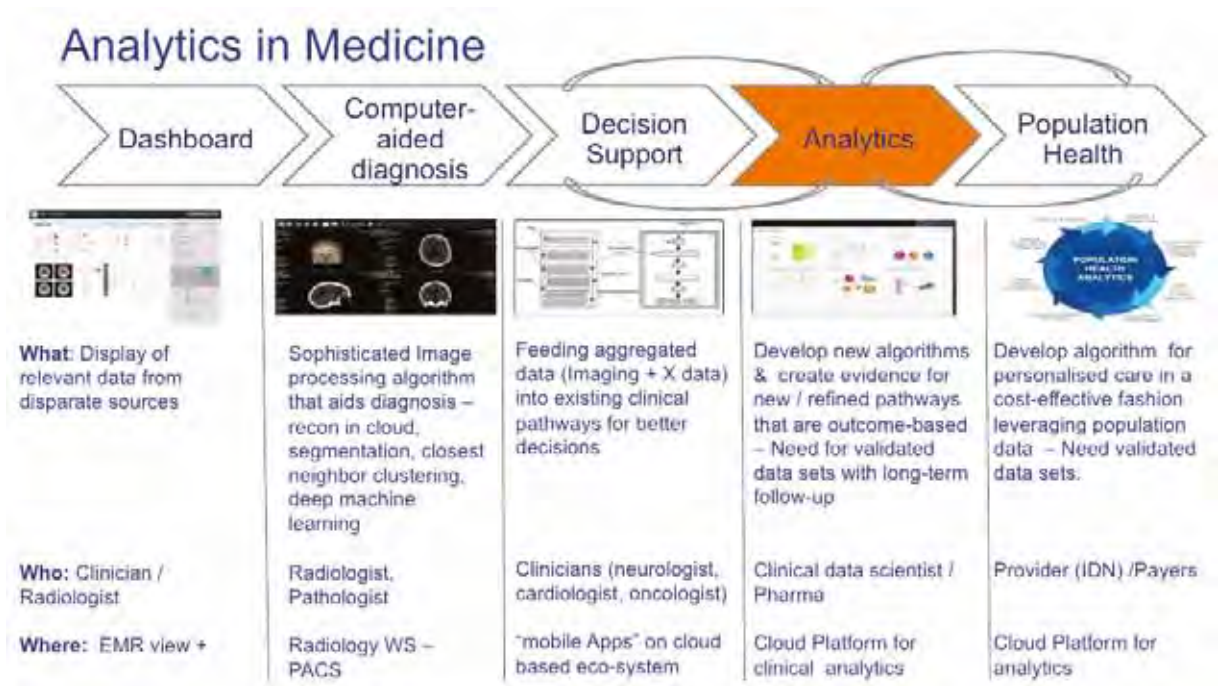 Analytics in Medicine
Dashboard
Computer-
aided
diagnosis
Decision
Support
Analytics
Population
Health
POPULATION
HEALTH
ANALYTICS
What: Display of
relevant data from
disparate sources
Sophisticated Image
processing algorithm
that aids diagnosis –
recon in cloud,
segmentation, closest
neighbor clustering,
deep machine
learning
Feeding aggregated
data (Imaging + X data)
into existing clinical
pathways for better
decisions
Develop new algorithms
& create evidence for
new / refined pathways
that are outcome-based
– Need for validated
data sets with long-term
follow-up
Develop algorithm for
personalised care in a
cost-effective fashion
leveraging population
data – Need validated
data sets.
Who: Clinician /
Radiologist
Radiologist,
Pathologist
Clinicians (neurologist,
cardiologist, oncologist)
Clinical data scientist /
Pharma
Provider (IDN) /Payers
Where: EMR view +
Radiology WS –
PACS
"mobile Apps" on cloud
based eco-system
Cloud Platform for
clinical analytics
Cloud Platform for
analytics